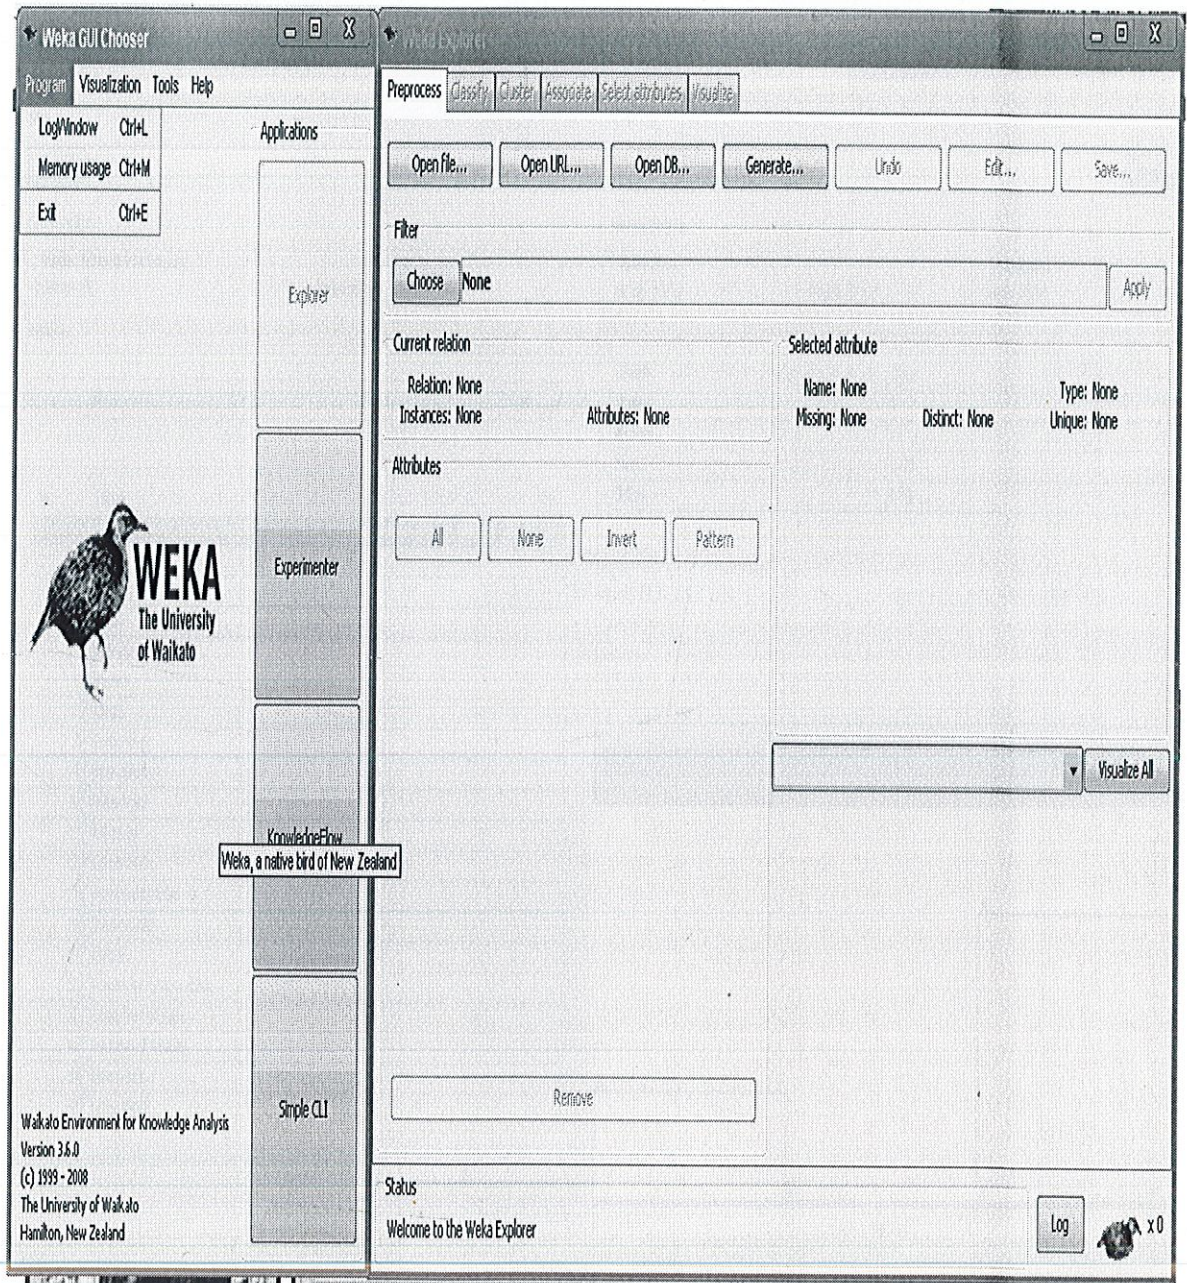 Weka GUI Chooser
Program Visualization Tools Help
LogWindow Ctrl+L
Memory usage Ctrl+M
Exit Ctrl+E
Applications
Explorer
Experimenter
KnowledgeFlow
Weka, a native bird of New Zealand
Simple CLI
WEKA
The University
of Waikato
Waikato Environment for Knowledge Analysis
Version 3.6.0
(c) 1999 - 2008
The University of Waikato
Hamilton, New Zealand
Weka Explorer
Preprocess Classify Cluster Associate Select attributes Visualize
Open file... Open URL... Open DB... Generate... Undo Edit... Save...
Filter
Choose None Apply
Current relation
Relation: None
Instances: None Attributes: None
Attributes
All None Invert Pattern
Remove
Selected attribute
Name: None Type: None
Missing: None Distinct: None Unique: None
Visualize All
Status
Welcome to the Weka Explorer
Log x 0